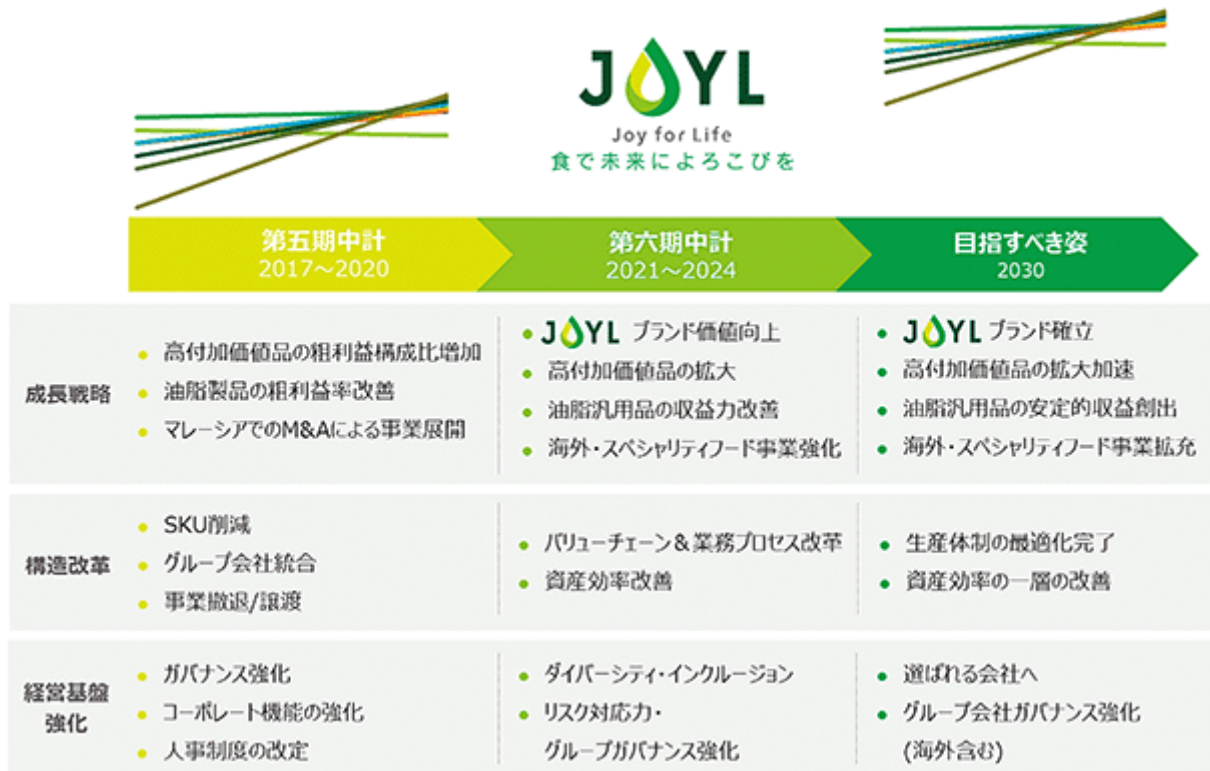 JOYL
Joy for Life
食で未来によろこびを
第五期中計
2017～2020
第六期中計
2021～2024
目指すべき姿
2030
成長戦略
• 高付加価値品の粗利益構成比増加
• 油脂製品の粗利益率改善
• マレーシアでのM&Aによる事業展開
• JOYL ブランド価値向上
• 高付加価値品の拡大
• 油脂汎用品の収益力改善
• 海外・スペシャリティフード事業強化
• JOYL ブランド確立
• 高付加価値品の拡大加速
• 油脂汎用品の安定的収益創出
• 海外・スペシャリティフード事業拡充
構造改革
• SKU削減
• グループ会社統合
• 事業撤退/譲渡
• バリューチェーン＆業務プロセス改革
• 資産効率改善
• 生産体制の最適化完了
• 資産効率の一層の改善
経営基盤
強化
• ガバナンス強化
• コーポレート機能の強化
• 人事制度の改定
• ダイバーシティ・インクルージョン
• リスク対応力・
グループガバナンス強化
• 選ばれる会社へ
• グループ会社ガバナンス強化
(海外含む)